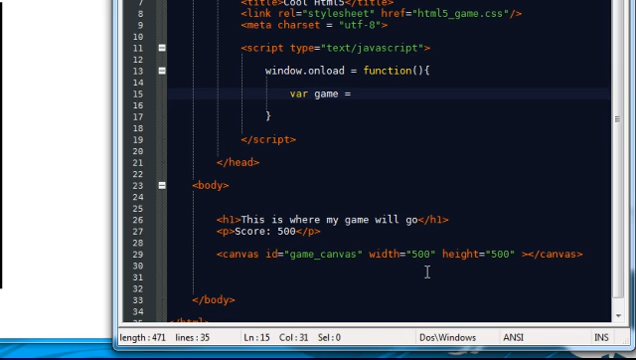 7 <title>Cool Html5</title>
8 <link rel="stylesheet" href="html5_game.css"/>
9 <meta charset = "utf-8">
10
11 <script type="text/javascript">
12
13 window.onload = function(){
14
15 var game =
16
17 }
18
19 </script>
20
21 </head>
22
23 <body>
24
25
26 <h1>This is where my game will go</h1>
27 <p>Score: 500</p>
28
29 <canvas id="game_canvas" width="500" height="500" ></canvas>
30
31
32
33 </body>
34
35 </html>
length : 471 lines : 35 Ln : 15 Col : 31 Sel : 0 Dos\Windows ANSI INS